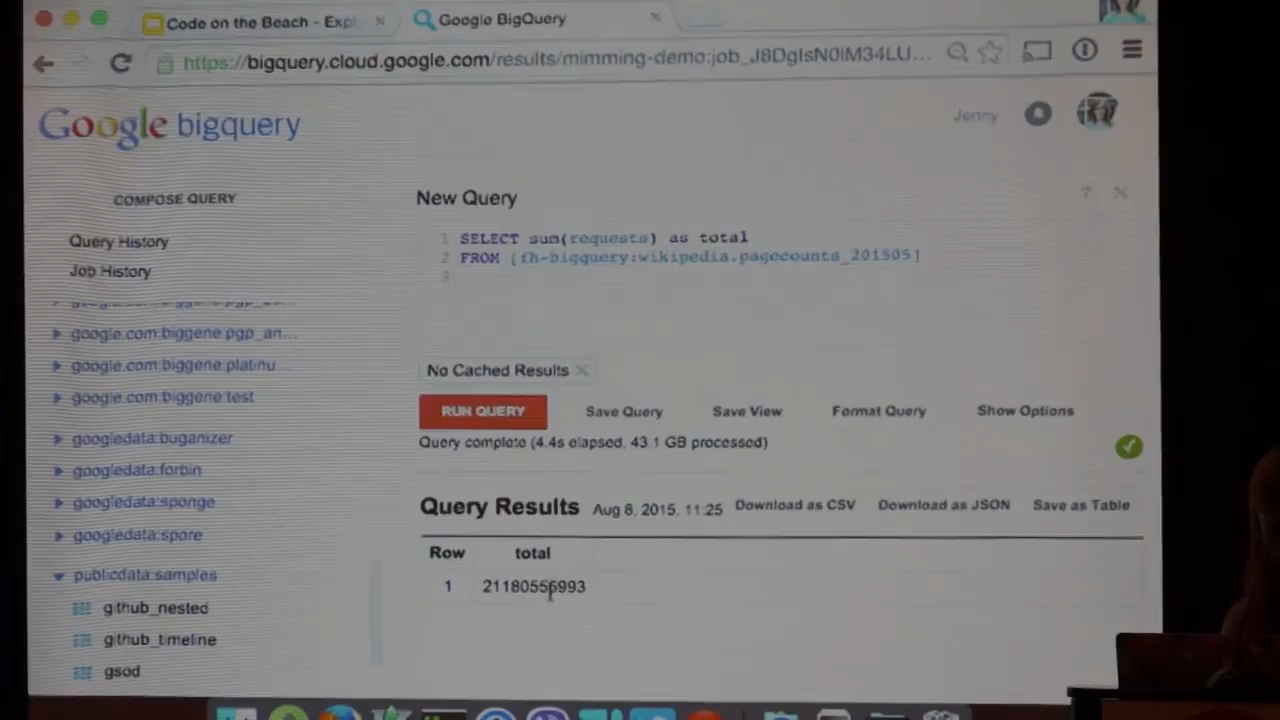 Code on the Beach - Expl
Google BigQuery
https://bigquery.cloud.google.com/results/mimming-demo:job_J8DgIsN0IM34LU...
Google bigquery
Jenny
COMPOSE QUERY
New Query
? ×
Query History
Job History
1 SELECT sum(requests) as total
2 FROM [fh-bigquery:wikipedia.pagecounts_201505]
3
google.com:biggene:pgp_an...
google.com:biggene:platinu...
google.com:biggene:test
googledata:buganizer
googledata:forbin
googledata:sponge
googledata:spore
publicdata:samples
github_nested
github_timeline
gsod
No Cached Results ×
RUN QUERY Save Query Save View Format Query Show Options
Query complete (4.4s elapsed, 43.1 GB processed)
Query Results Aug 8, 2015, 11:25 Download as CSV Download as JSON Save as Table
Row total
1 21180556993